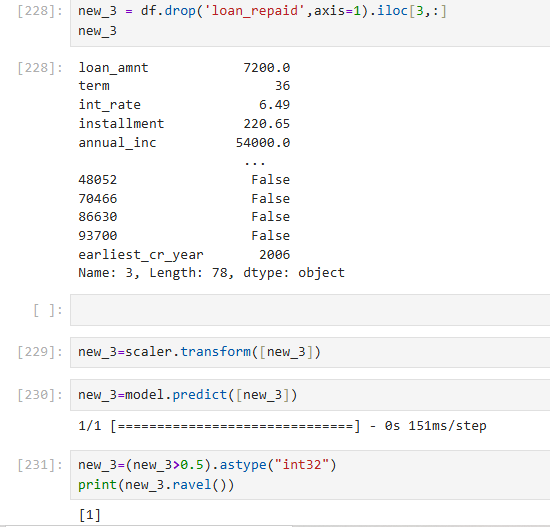 [228]: new_3 = df.drop('loan_repaid',axis=1).iloc[3,:]
new_3
[228]: loan_amnt 7200.0
term 36
int_rate 6.49
installment 220.65
annual_inc 54000.0
...
48052 False
70466 False
86630 False
93700 False
earliest_cr_year 2006
Name: 3, Length: 78, dtype: object
[ ]:
[229]: new_3=scaler.transform([new_3])
[230]: new_3=model.predict([new_3])
1/1 [==============================] - 0s 151ms/step
[231]: new_3=(new_3>0.5).astype("int32")
print(new_3.ravel())
[1]